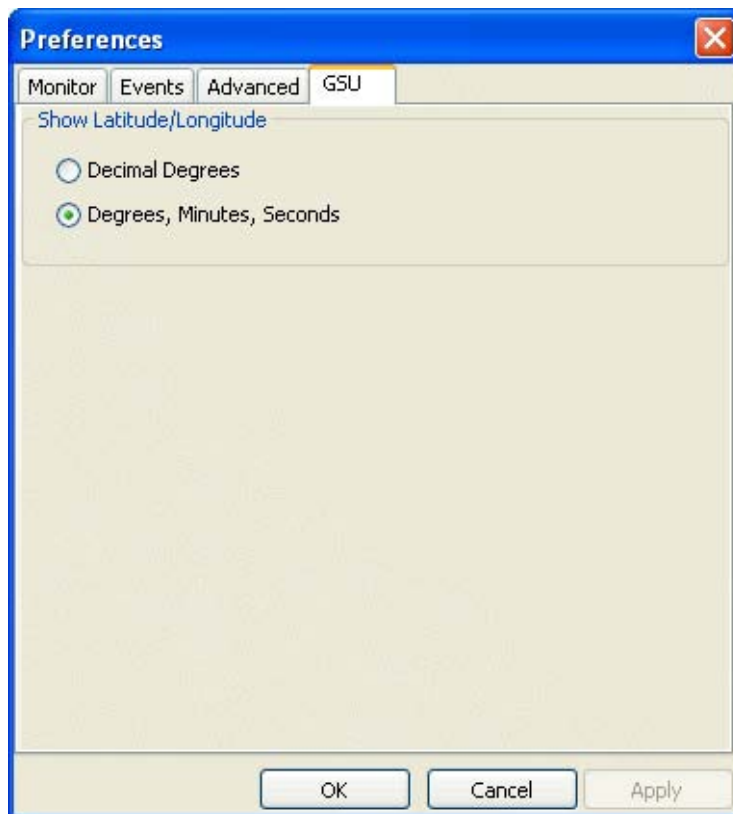 Preferences
Monitor Events Advanced GSU
Show Latitude/Longitude
Decimal Degrees
Degrees, Minutes, Seconds
OK Cancel Apply